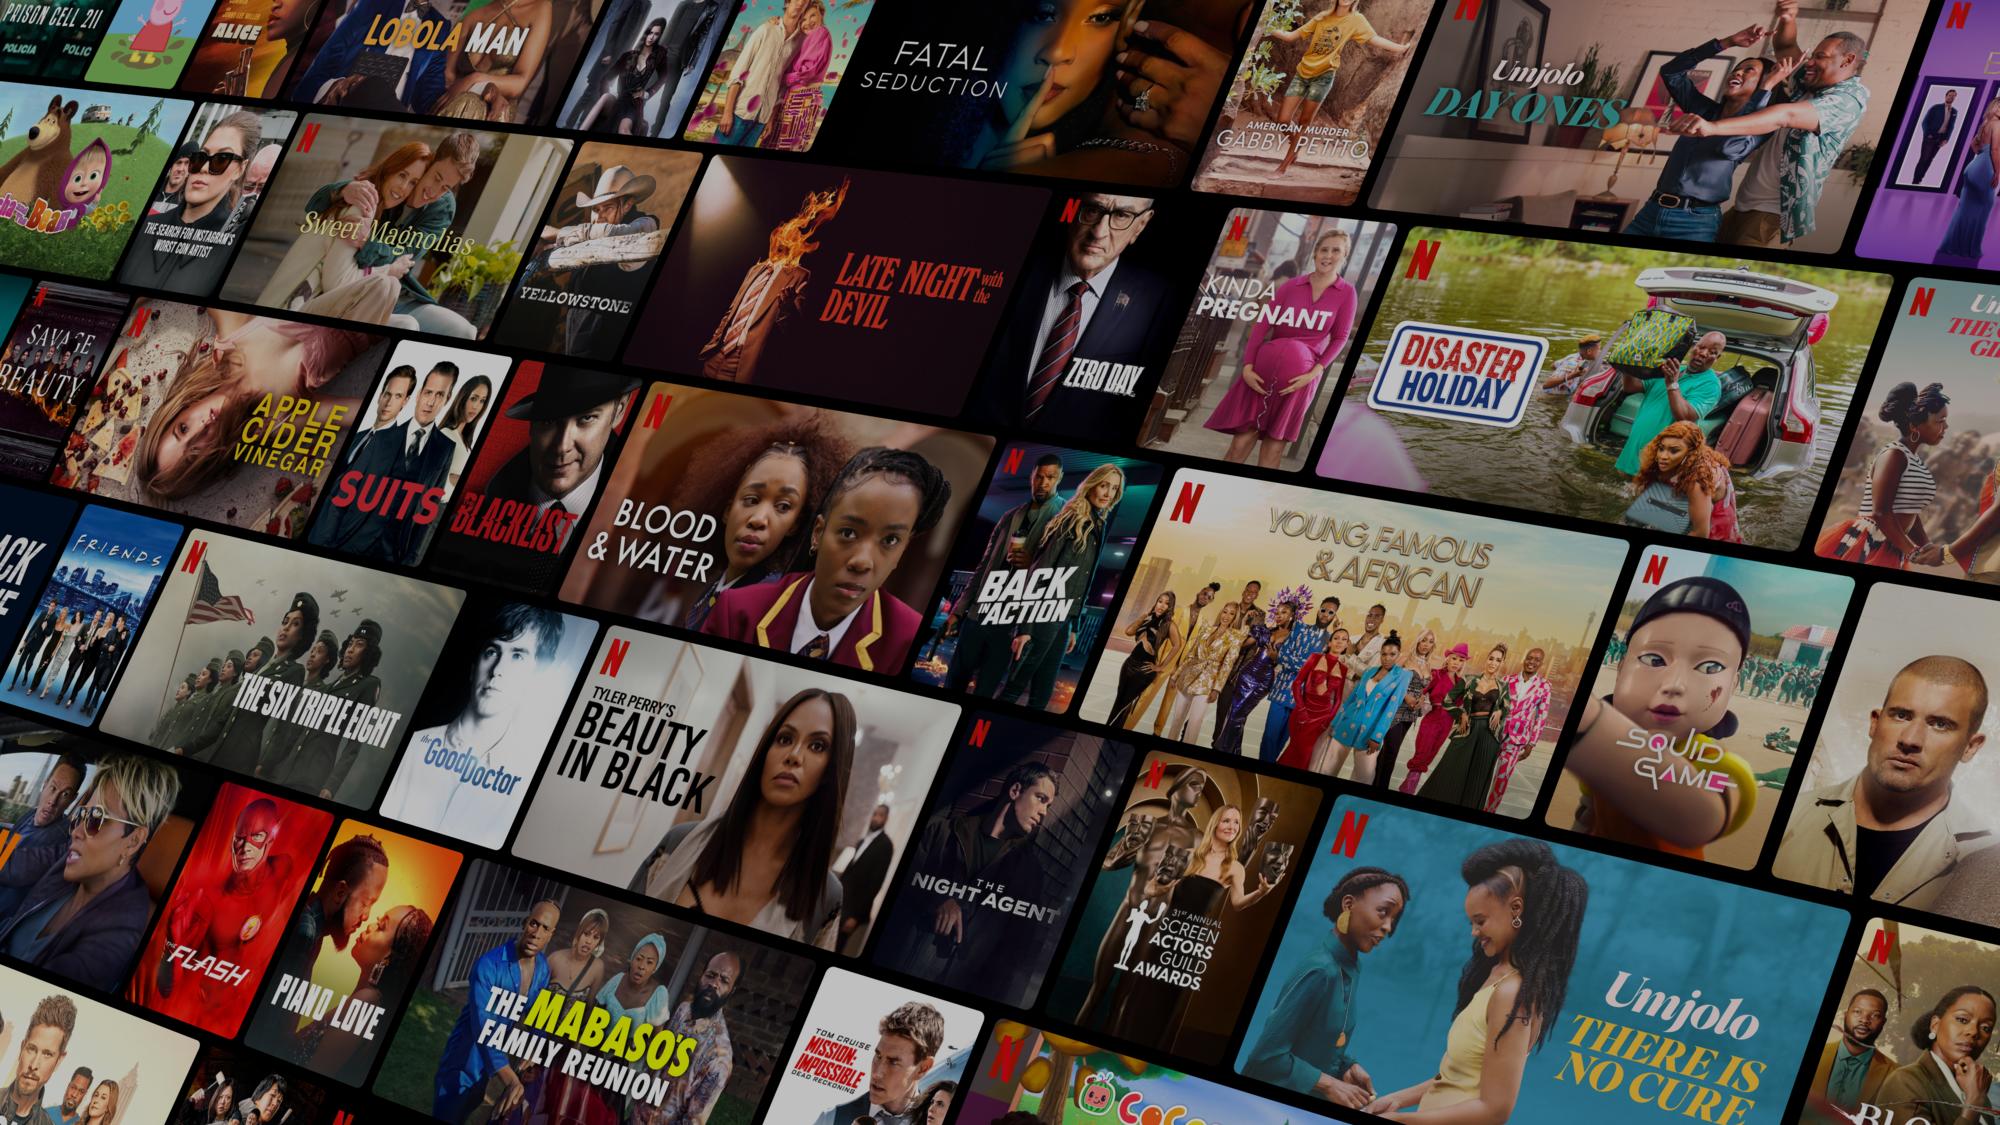 PRISON CELL 211
POLICIA
ALICE
LOBOLA MAN
FATAL
SEDUCTION
AMERICAN MURDER
GABBY PETITO
N
Umjolo
DAY ONES
N
THE SEARCH FOR INSTAGRAM'S
WORST CON ARTIST
N
Sweet Magnolias
YELLOWSTONE
LATE NIGHT with
the
DEVIL
N
ZERO DAY
N
KINDA
PREGNANT
N
DISASTER
HOLIDAY
N
N
SAVAGE
BEAUTY
N
APPLE
CIDER
VINEGAR
SUITS
THE
BLACKLIST
N
BLOOD
& WATER
N
BACK
IN ACTION
N
YOUNG, FAMOUS
& AFRICAN
N
SQUID
GAME
FRIENDS
N
THE SIX TRIPLE EIGHT
the
Good Doctor
N
TYLER PERRY'S
BEAUTY
IN BLACK
N
THE
NIGHT AGENT
N
31ST ANNUAL
SCREEN
ACTORS
GUILD
AWARDS
N
Umjolo
THERE IS
NO CURE
N
THE
FLASH
PIANO LOVE
THE MABASO'S
FAMILY REUNION
TOM CRUISE
MISSION:
IMPOSSIBLE
DEAD RECKONING
N